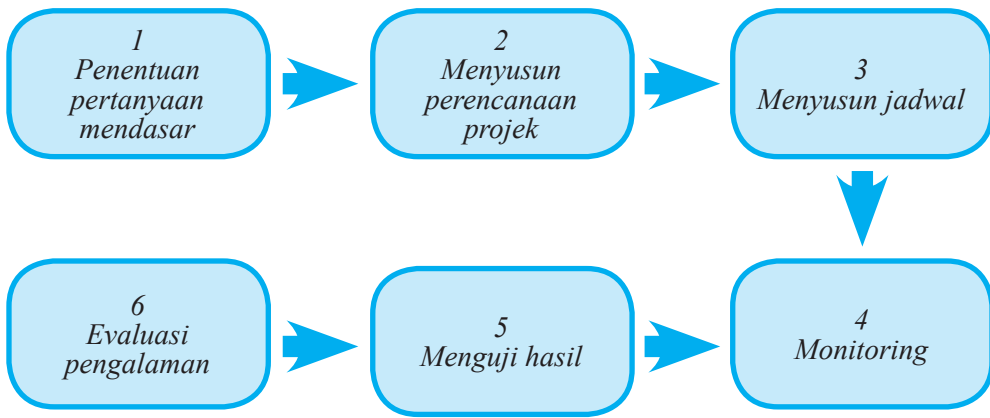 1
Penentuan
pertanyaan
mendasar
2
Menyusun
perencanaan
projek
3
Menyusun jadwal
4
Monitoring
5
Menguji hasil
6
Evaluasi
pengalaman